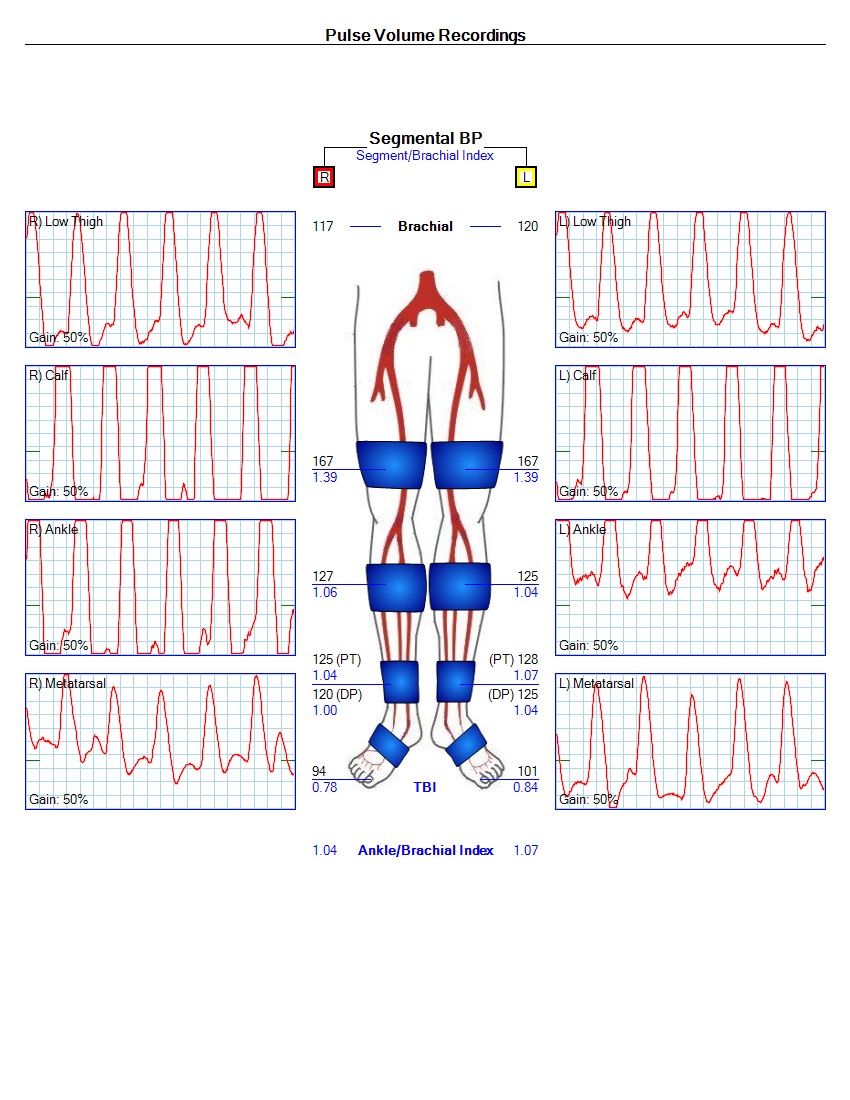 Pulse Volume Recordings
Segmental BP
Segment/Brachial Index
R
L
R) Low Thigh
Gain: 50%
117
Brachial
120
L) Low Thigh
Gain: 50%
R) Calf
Gain: 50%
167
1.39
167
1.39
L) Calf
Gain: 50%
R) Ankle
Gain: 50%
127
1.06
125
1.04
L) Ankle
Gain: 50%
R) Metatarsal
Gain: 50%
125 (PT)
1.04
120 (DP)
1.00
(PT) 128
1.07
(DP) 125
1.04
L) Metatarsal
Gain: 50%
94
0.78
TBI
101
0.84
1.04 Ankle/Brachial Index 1.07